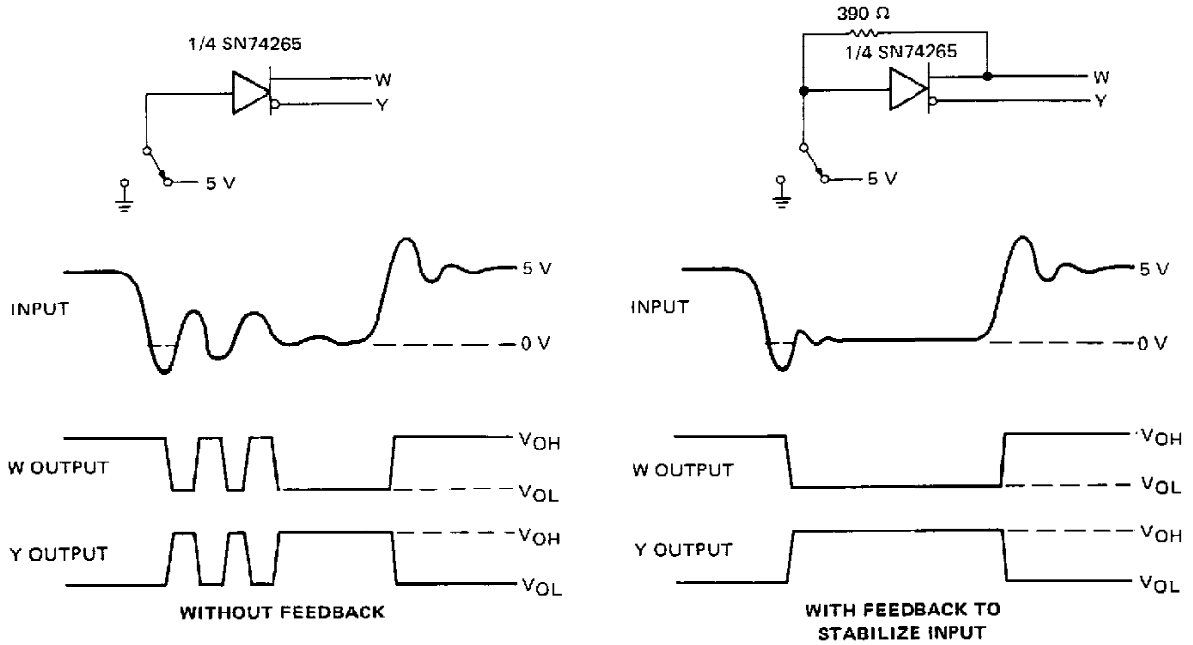 1/4 SN74265
W
Y
5 V
INPUT
5 V
0 V
W OUTPUT
VOH
VOL
Y OUTPUT
VOH
VOL
WITHOUT FEEDBACK
390 Ω
1/4 SN74265
W
Y
5 V
INPUT
5 V
0 V
W OUTPUT
VOH
VOL
Y OUTPUT
VOH
VOL
WITH FEEDBACK TO
STABILIZE INPUT